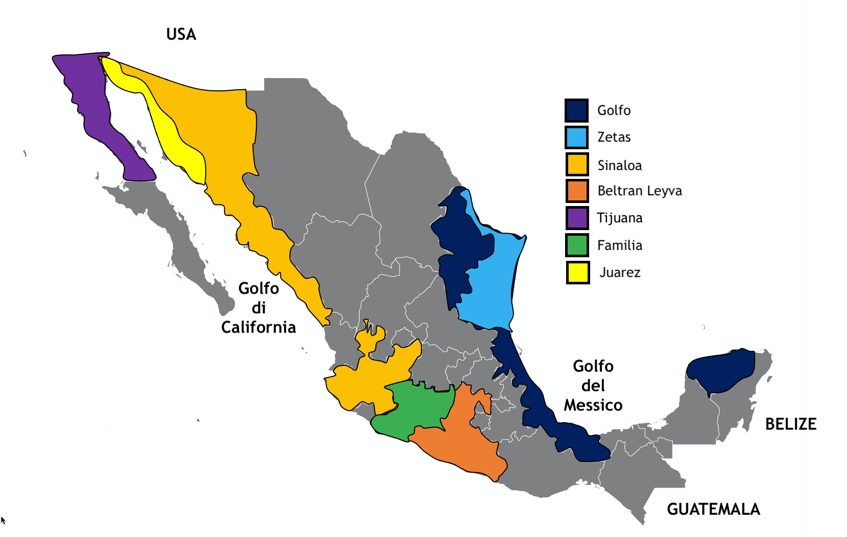 USA
Golfo
Zetas
Sinaloa
Beltran Leyva
Tijuana
Familia
Juarez
Golfo
di
California
Golfo
del
Messico
BELIZE
GUATEMALA